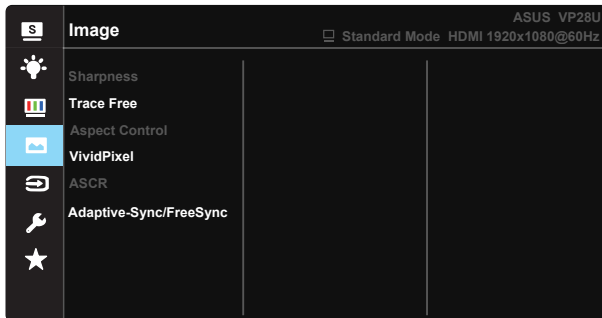 S
ASUS VP28U
Image
Standard Mode HDMI 1920x1080@60Hz
Sharpness
Trace Free
Aspect Control
VividPixel
ASCR
Adaptive-Sync/FreeSync